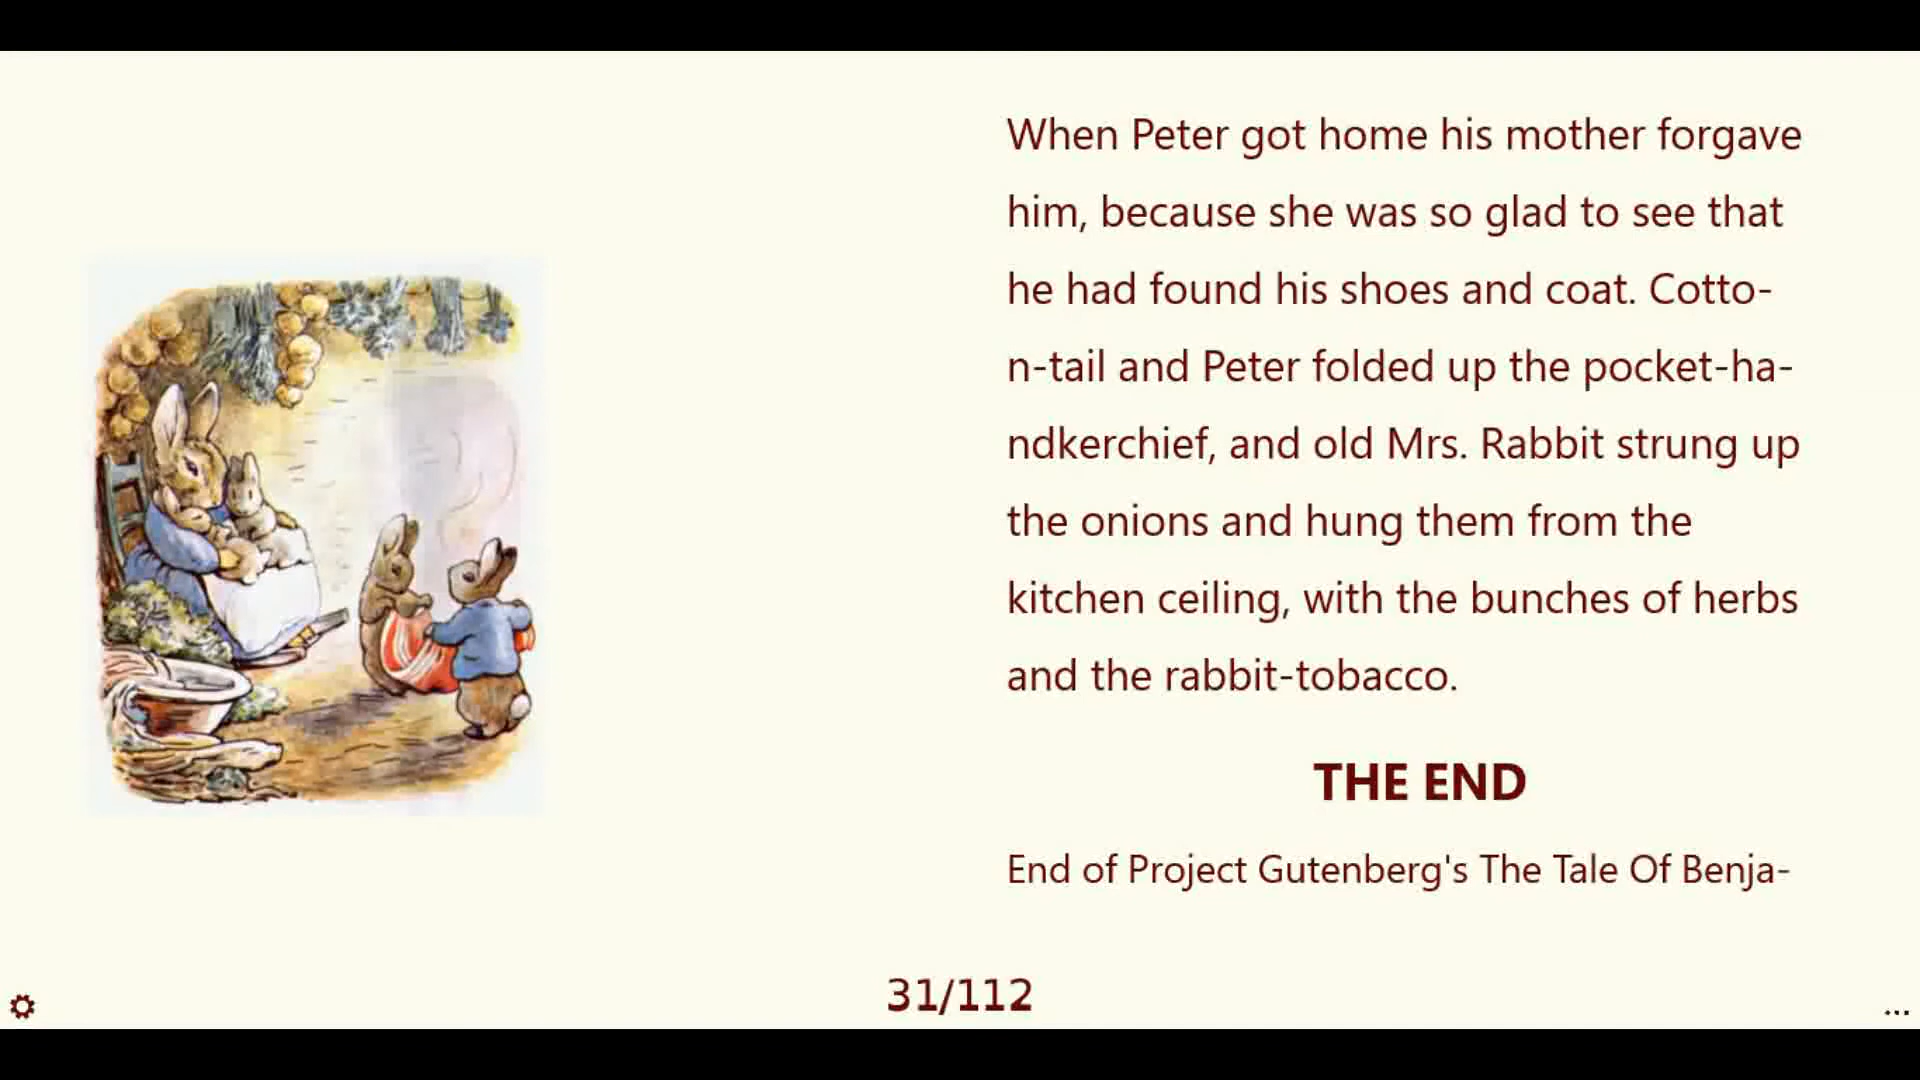 When Peter got home his mother forgave
him, because she was so glad to see that
he had found his shoes and coat. Cotto-
n-tail and Peter folded up the pocket-ha-
ndkerchief, and old Mrs. Rabbit strung up
the onions and hung them from the
kitchen ceiling, with the bunches of herbs
and the rabbit-tobacco.
THE END
End of Project Gutenberg's The Tale Of Benja-
31/112
...